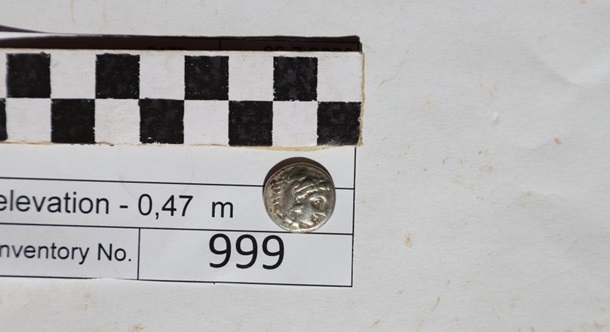 elevation - 0,47 m
nventory No. 999